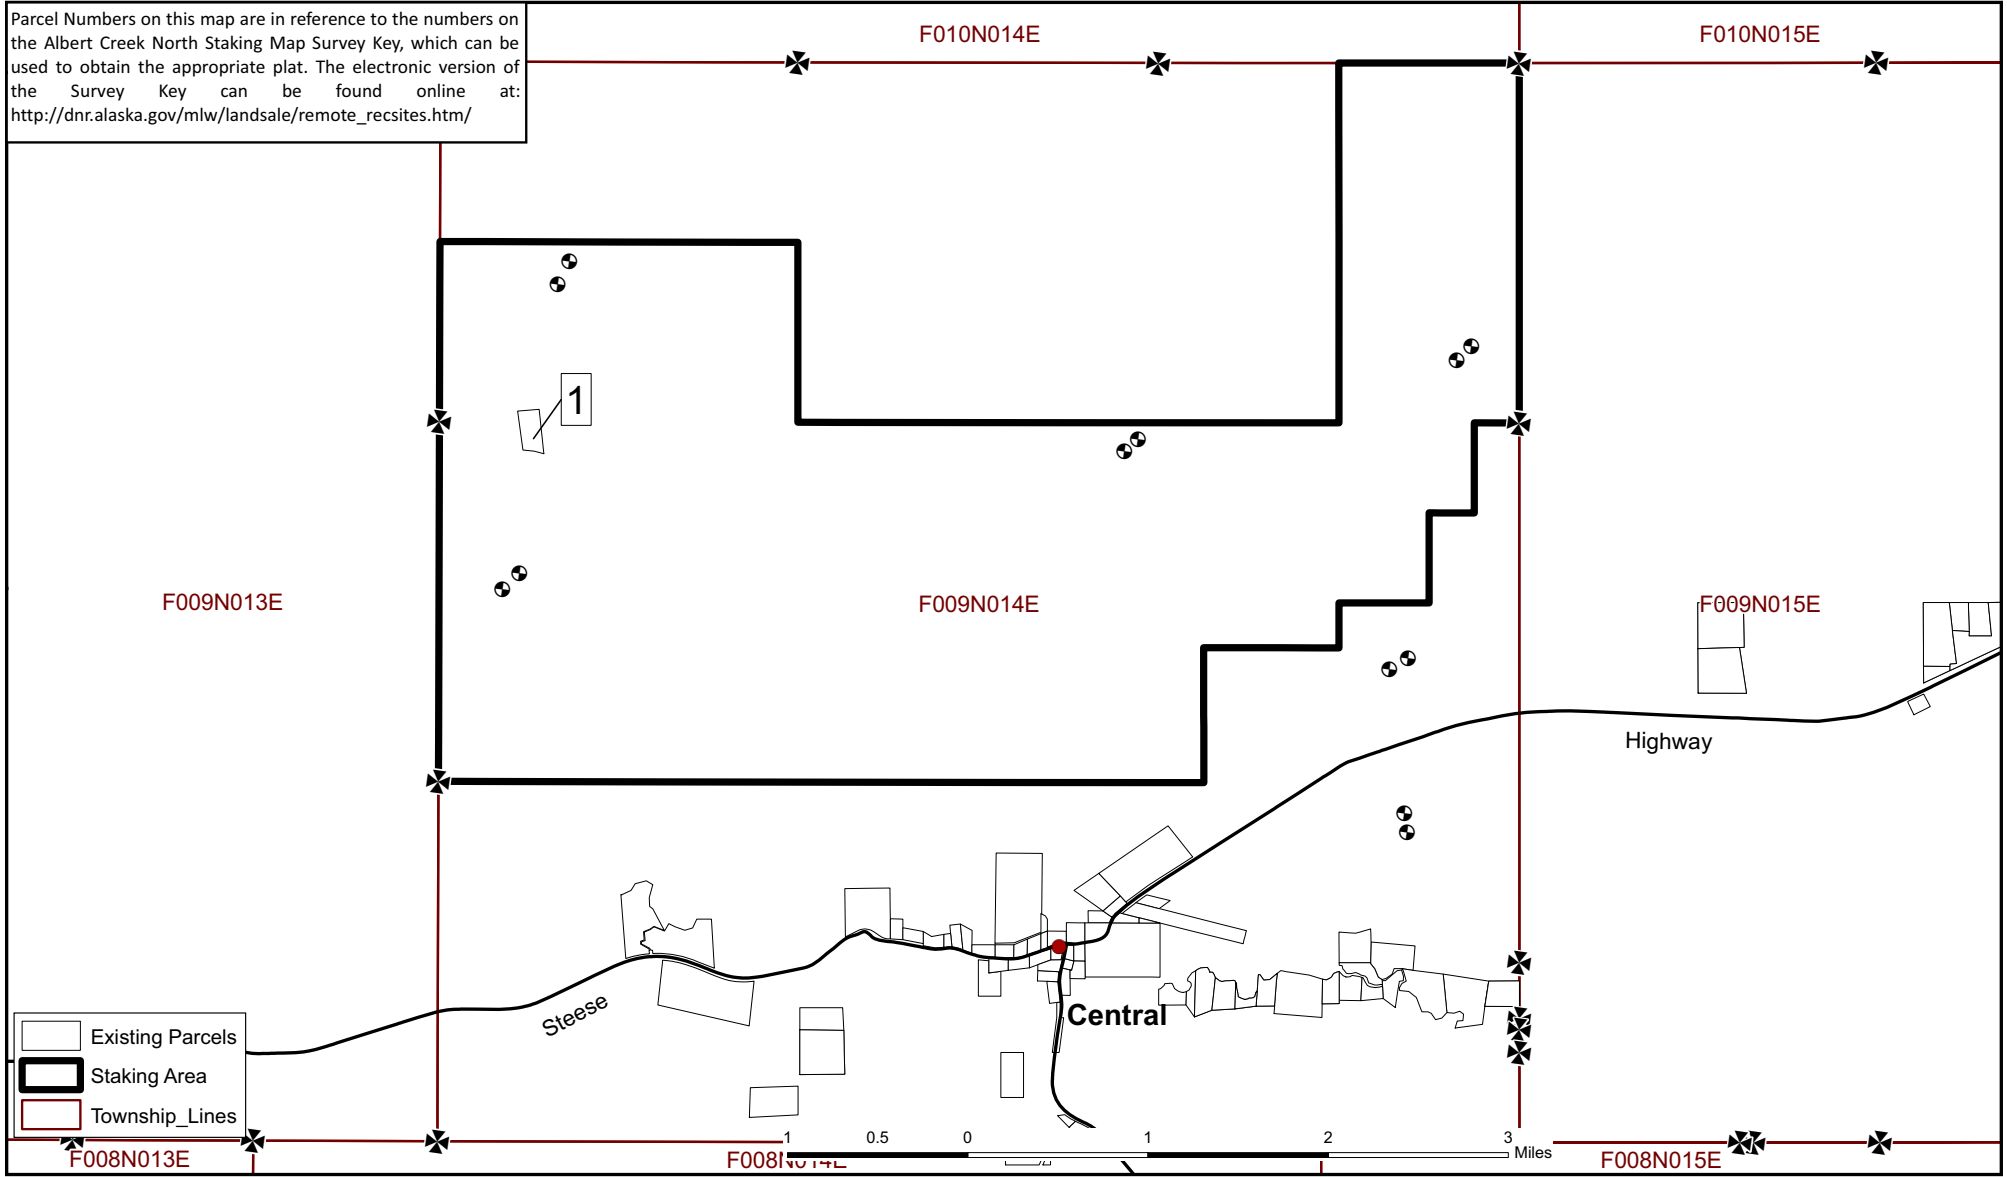 Parcel Numbers on this map are in reference to the numbers on
the Albert Creek North Staking Map Survey Key, which can be
used to obtain the appropriate plat. The electronic version of
the Survey Key can be found online at:
http://dnr.alaska.gov/mlw/landsale/remote_recsites.htm/
F010N014E
F010N015E
1
F009N013E
F009N014E
F009N015E
Highway
Steese
Central
Existing Parcels
Staking Area
Township_Lines
1 0.5 0 1 2 3
Miles
F008N013E
F008N014E
F008N015E